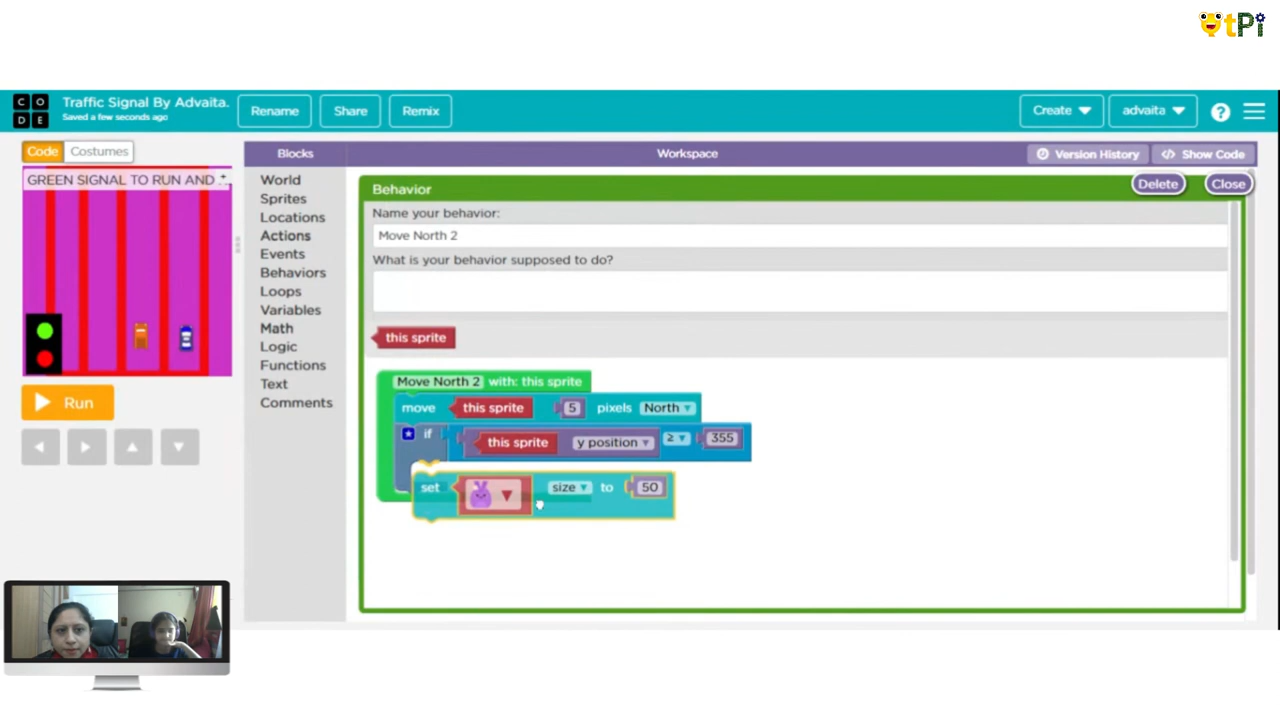 UtPi
C O
D E
Traffic Signal By Advaita.
Saved a few seconds ago
Rename
Share
Remix
Create
advaita
?
Code
Costumes
Blocks
Workspace
Version History
</> Show Code
GREEN SIGNAL TO RUN AND
Run
World
Sprites
Locations
Actions
Events
Behaviors
Loops
Variables
Math
Logic
Functions
Text
Comments
Behavior
Delete
Close
Name your behavior:
Move North 2
What is your behavior supposed to do?
this sprite
Move North 2 with: this sprite
move this sprite 5 pixels North
if this sprite y position ≥ 355
set size to 50